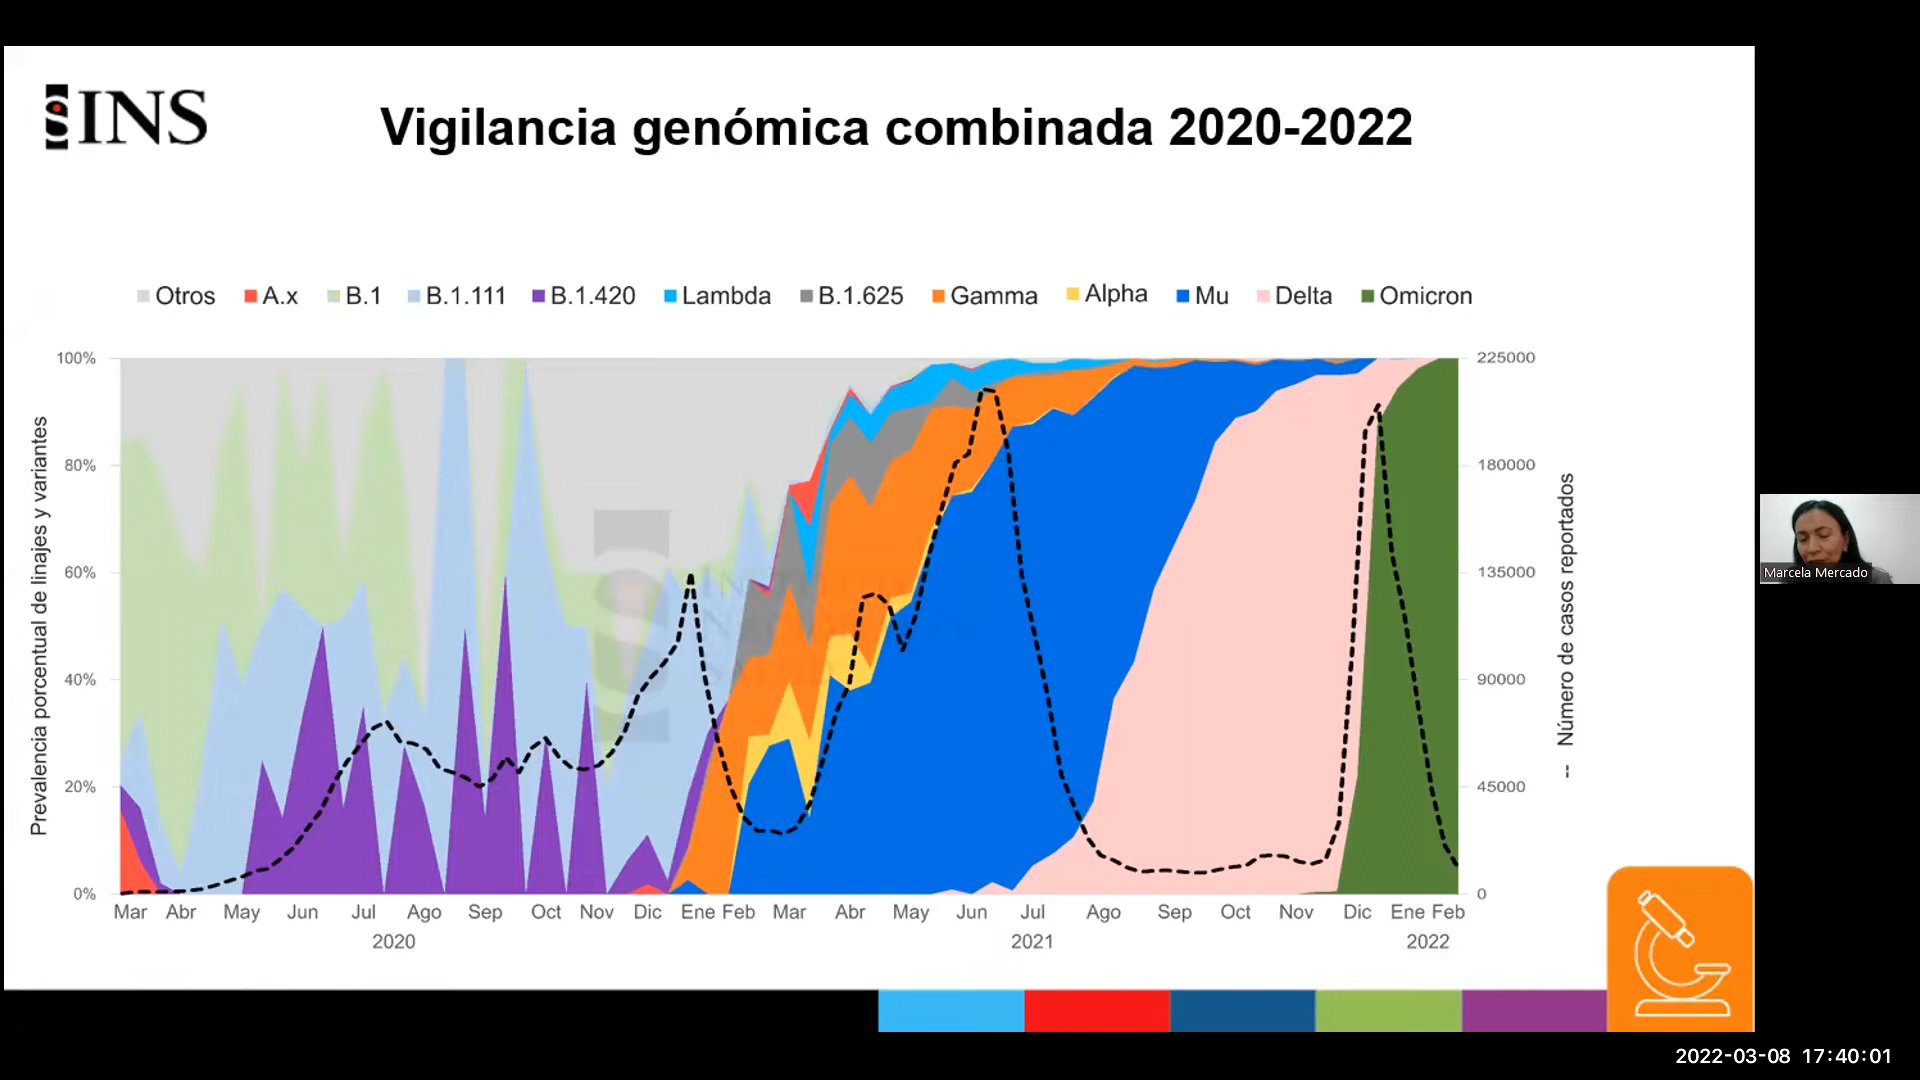 INS
Vigilancia genómica combinada 2020-2022
Otros A.x B.1 B.1.111 B.1.420 Lambda B.1.625 Gamma Alpha Mu Delta Omicron
Prevalencia porcentual de linajes y variantes
100%
80%
60%
40%
20%
0%
225000
180000
135000
90000
45000
0
-- Número de casos reportados
Mar Abr May Jun Jul Ago Sep Oct Nov Dic Ene Feb Mar Abr May Jun Jul Ago Sep Oct Nov Dic Ene Feb
2020 2021 2022
Marcela Mercado
2022-03-08 17:40:01